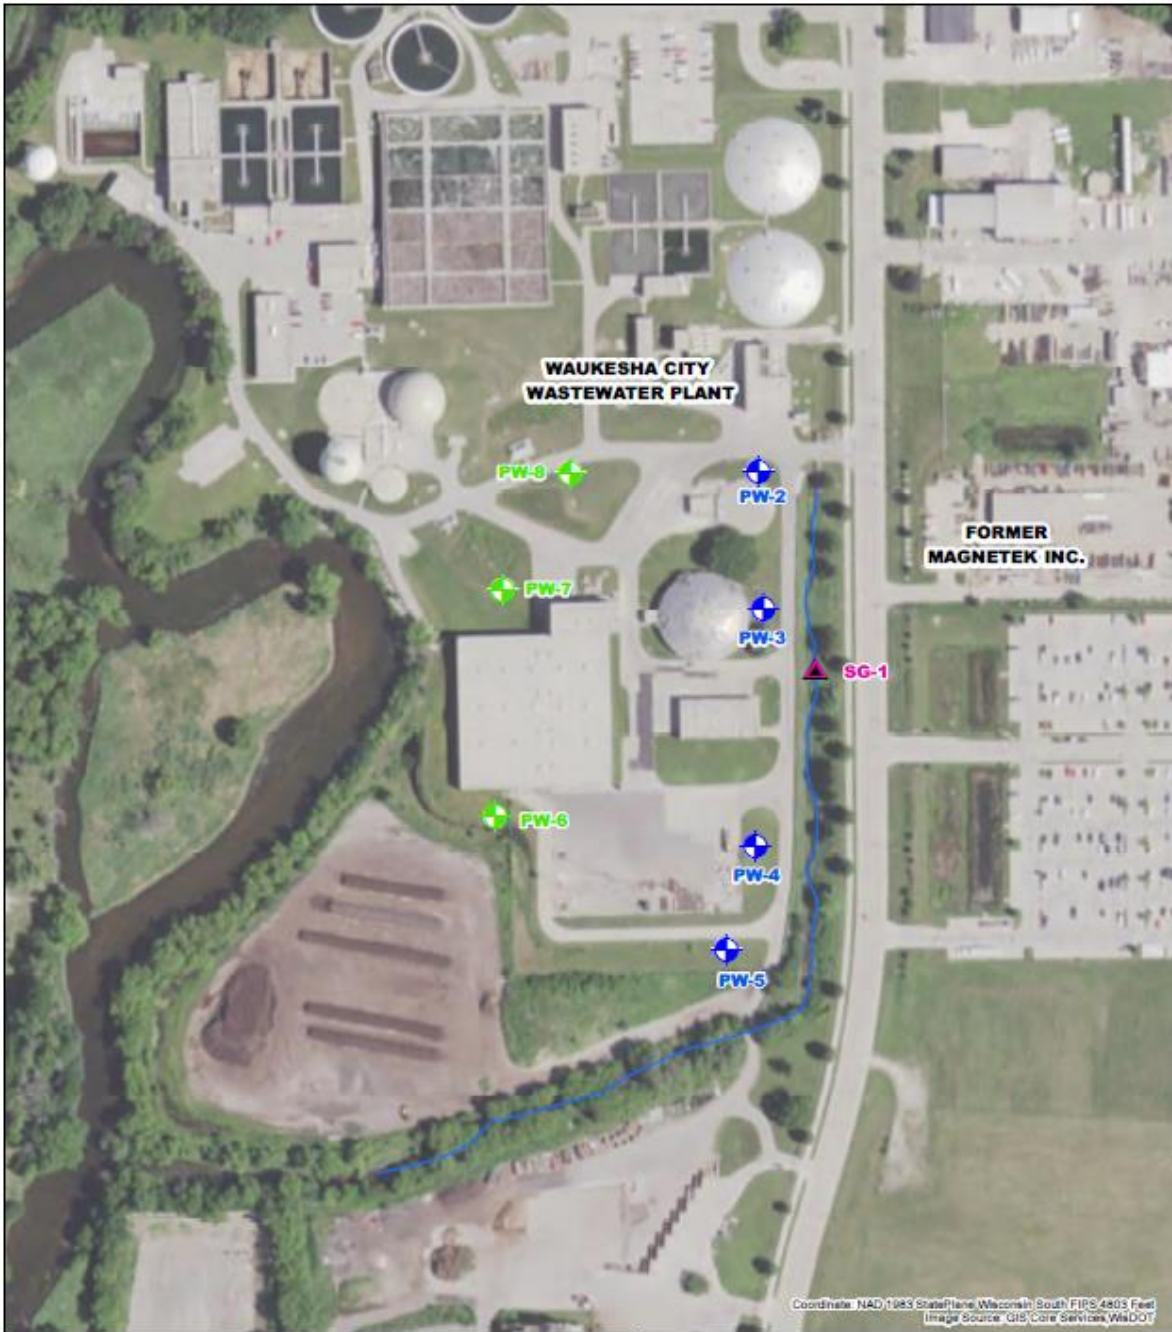 WAUKESHA CITY
WASTEWATER PLANT
PW-8
PW-2
FORMER
MAGNETEK INC.
PW-7
PW-3
SG-1
PW-6
PW-4
PW-5
Coordinate: NAD 1983 StatePlane Wisconsin South FIPS 4803 Feet
Image Source: GIS Core Services, WisDOT